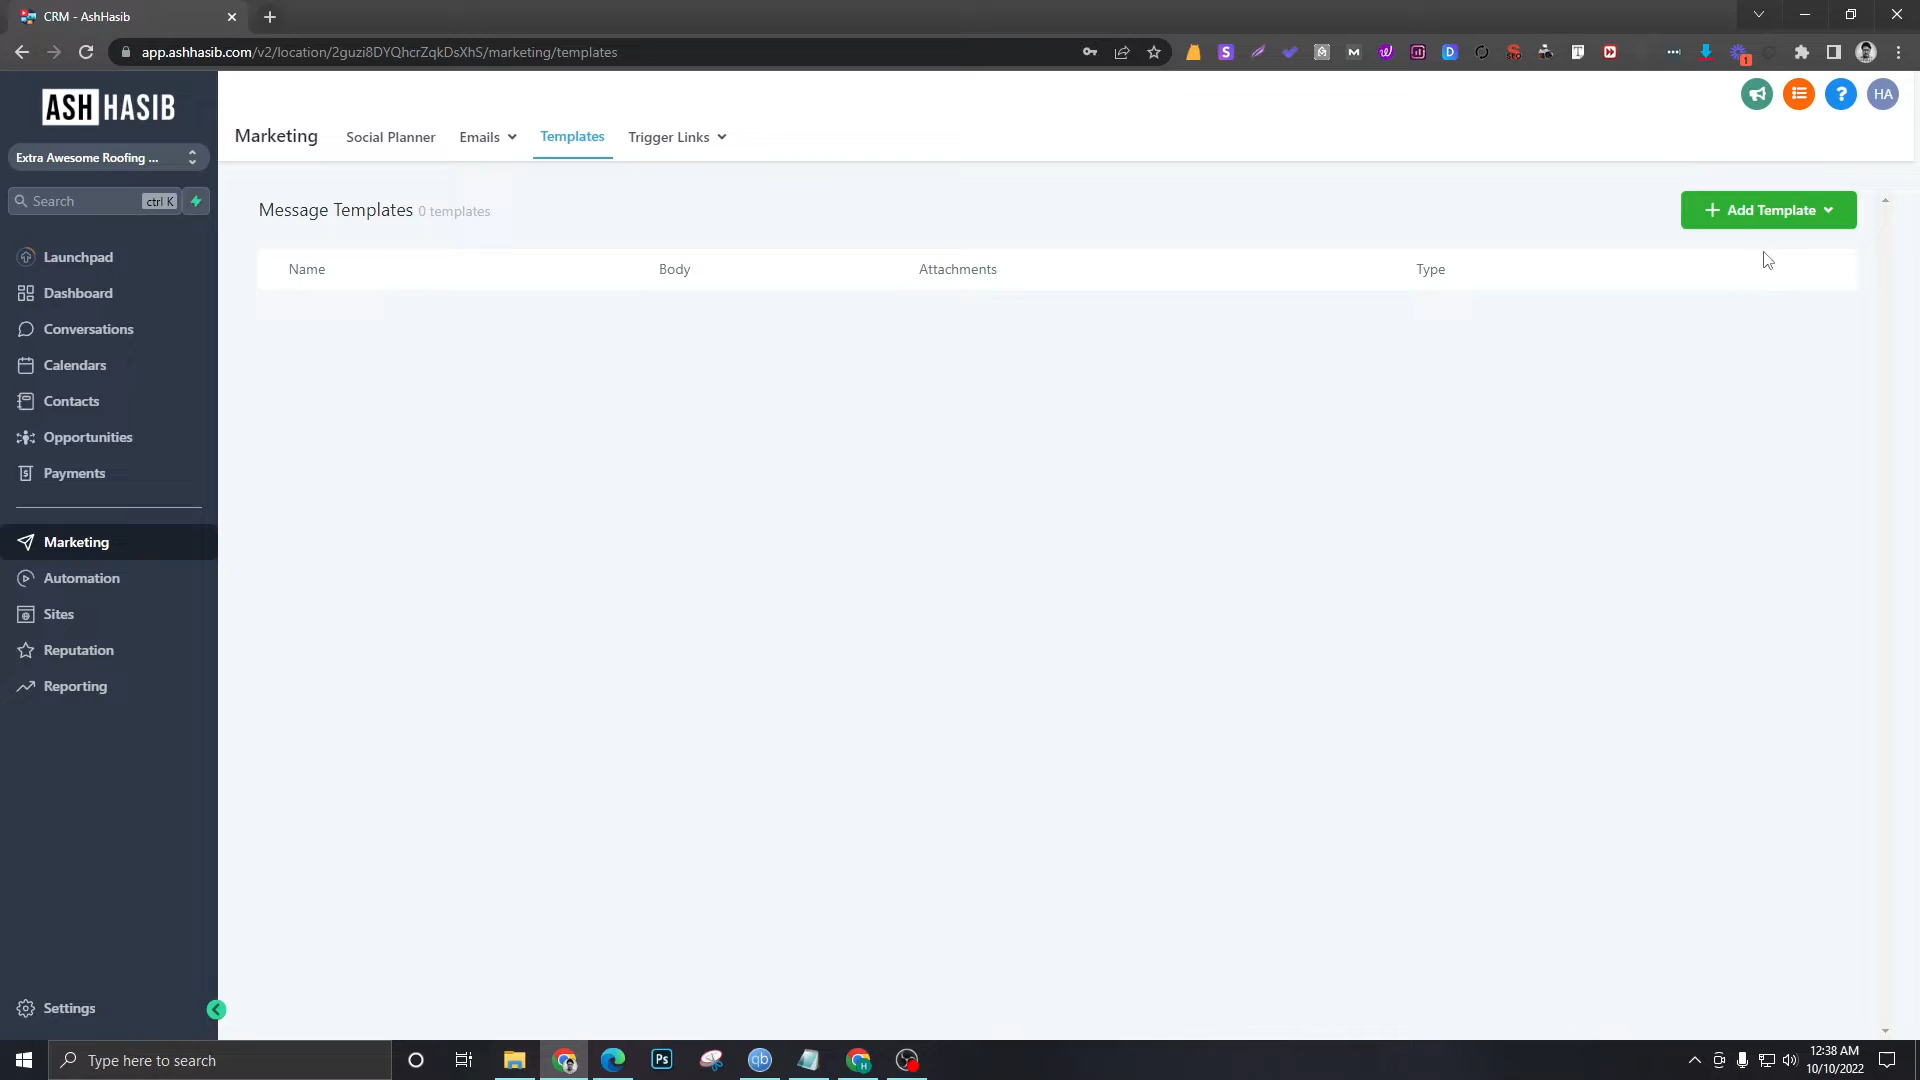 CRM - AshHasib
app.ashhasib.com/v2/location/2guzi8DYQhcrZqkDsXhS/marketing/templates
ASH HASIB
Extra Awesome Roofing ...
Search
ctrl K
Launchpad
Dashboard
Conversations
Calendars
Contacts
Opportunities
Payments
Marketing
Automation
Sites
Reputation
Reporting
Settings
Marketing Social Planner Emails Templates Trigger Links
HA
Message Templates 0 templates
+ Add Template
Name Body Attachments Type
Type here to search
Ps
qb
12:38 AM
10/10/2022